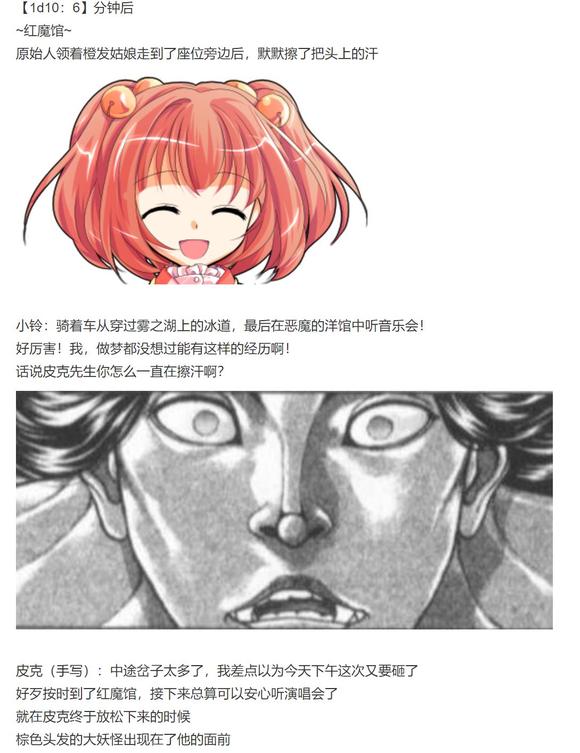 【1d10：6】分钟后
~红魔馆~
原始人领着橙发姑娘走到了座位旁边后，默默擦了把头上的汗
小铃：骑着车从穿过雾之湖上的冰道，最后在恶魔的洋馆中听音乐会！
好厉害！我，做梦都没想过能有这样的经历啊！
话说皮克先生你怎么一直在擦汗啊？
皮克（手写）：中途岔子太多了，我差点以为今天下午这次又要砸了
好歹按时到了红魔馆，接下来总算可以安心听演唱会了
就在皮克终于放松下来的时候
棕色头发的大妖怪出现在了他的面前